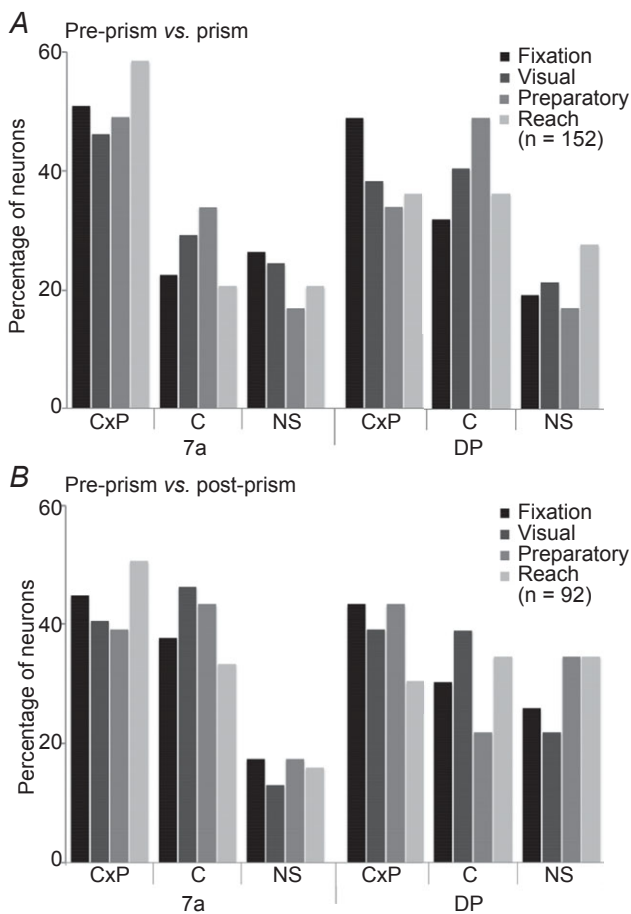 A
Pre-prism vs. prism
60
40
20
0
Percentage of neurons
Fixation
Visual
Preparatory
Reach
(n = 152)
CxP C NS CxP C NS
7a DP
B
Pre-prism vs. post-prism
60
40
20
0
Percentage of neurons
Fixation
Visual
Preparatory
Reach
(n = 92)
CxP C NS CxP C NS
7a DP